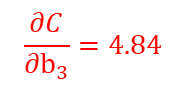 ∂C/∂b₃ = 4.84